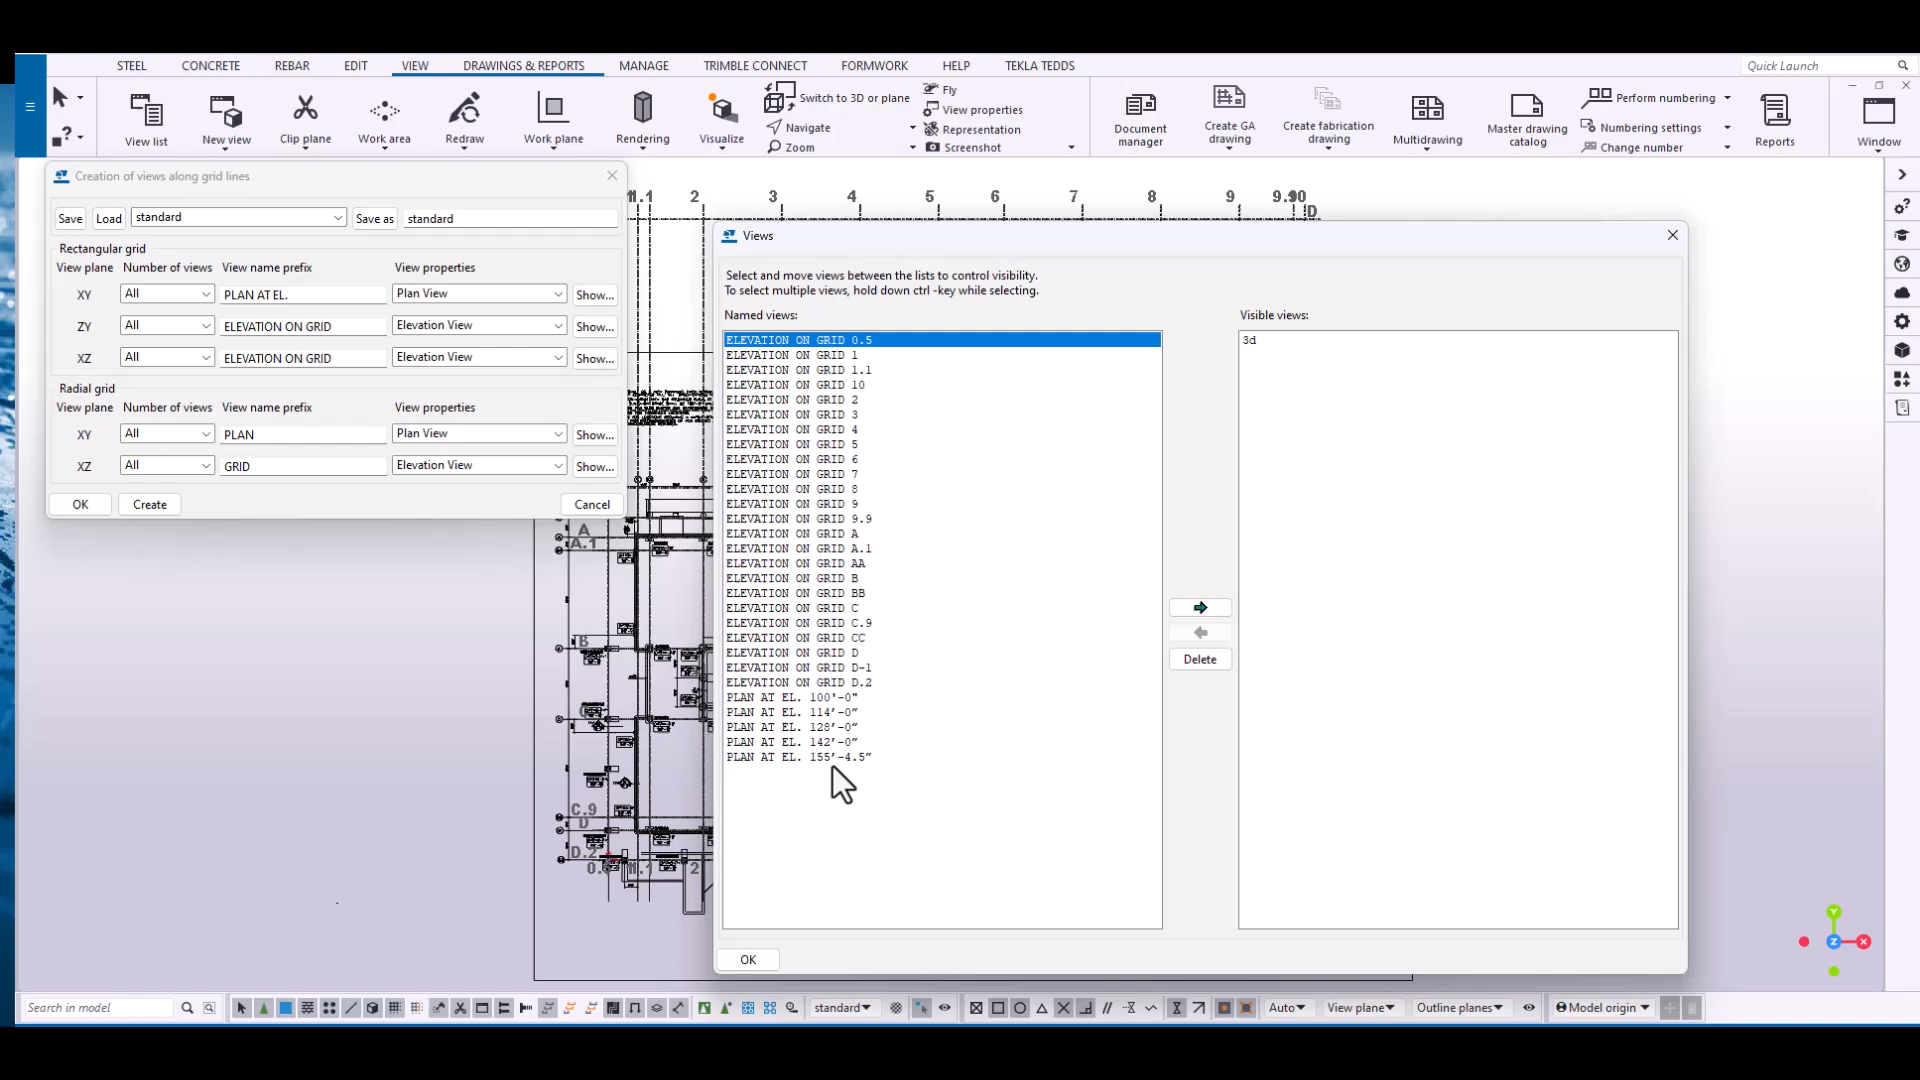 STEEL CONCRETE REBAR EDIT VIEW DRAWINGS & REPORTS MANAGE TRIMBLE CONNECT FORMWORK HELP TEKLA TEDDS Quick Launch
View list New view Clip plane Work area Redraw Work plane Rendering Visualize
Switch to 3D or plane
Navigate
Zoom
Fly
View properties
Representation
Screenshot
Document manager
Create GA drawing
Create fabrication drawing
Multidrawing
Master drawing catalog
Perform numbering
Numbering settings
Change number
Reports
Window
Creation of views along grid lines
Save Load standard Save as standard
Rectangular grid
View plane Number of views View name prefix View properties
XY All PLAN AT EL. Plan View Show...
ZY All ELEVATION ON GRID Elevation View Show...
XZ All ELEVATION ON GRID Elevation View Show...
Radial grid
View plane Number of views View name prefix View properties
XY All PLAN Plan View Show...
XZ All GRID Elevation View Show...
OK Create Cancel
2 3 4 5 6 7 8 9
D
Views
Select and move views between the lists to control visibility.
To select multiple views, hold down ctrl -key while selecting.
Named views:
ELEVATION ON GRID 0.5
ELEVATION ON GRID 1
ELEVATION ON GRID 1.1
ELEVATION ON GRID 10
ELEVATION ON GRID 2
ELEVATION ON GRID 3
ELEVATION ON GRID 4
ELEVATION ON GRID 5
ELEVATION ON GRID 6
ELEVATION ON GRID 7
ELEVATION ON GRID 8
ELEVATION ON GRID 9
ELEVATION ON GRID 9.9
ELEVATION ON GRID A
ELEVATION ON GRID A.1
ELEVATION ON GRID AA
ELEVATION ON GRID B
ELEVATION ON GRID BB
ELEVATION ON GRID C
ELEVATION ON GRID C.9
ELEVATION ON GRID CC
ELEVATION ON GRID D
ELEVATION ON GRID D-1
ELEVATION ON GRID D.2
PLAN AT EL. 100'-0"
PLAN AT EL. 114'-0"
PLAN AT EL. 128'-0"
PLAN AT EL. 142'-0"
PLAN AT EL. 155'-4.5"
Visible views:
3d
Delete
OK
A
A.1
B
C.9
D
D.2
2
Y
Z X
Search in model standard Auto View plane Outline planes Model origin